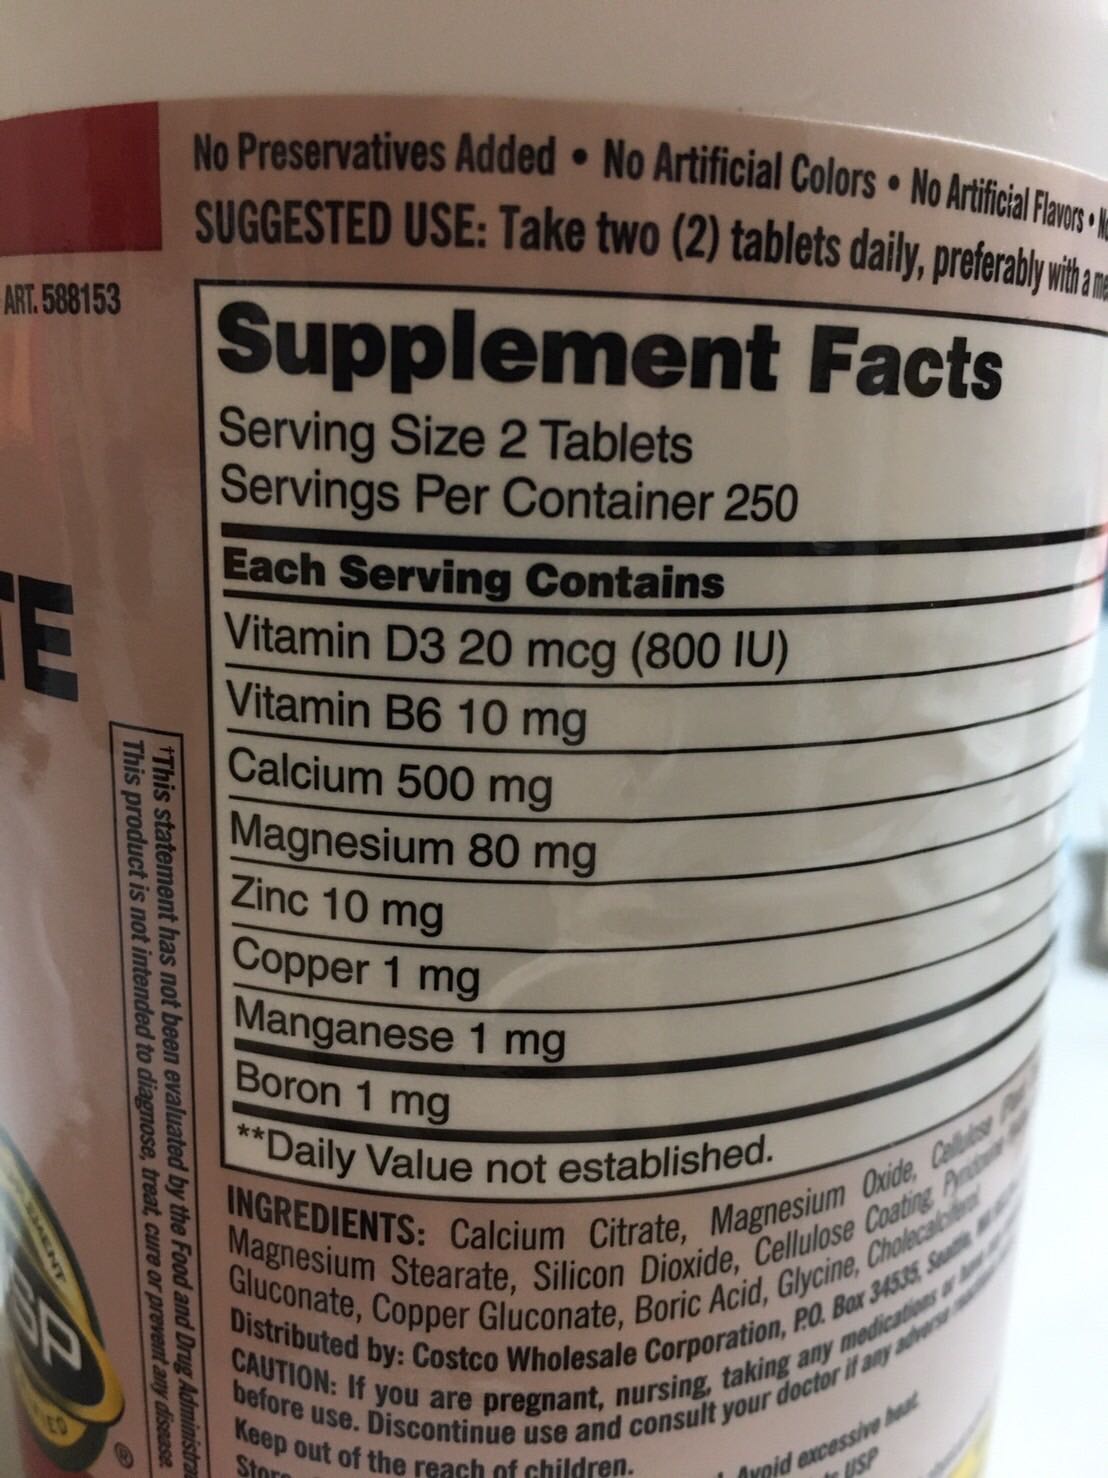 No Preservatives Added • No Artificial Colors • No Artificial Flavors •
SUGGESTED USE: Take two (2) tablets daily, preferably with a
ART. 588153
Supplement Facts
Serving Size 2 Tablets
Servings Per Container 250
Each Serving Contains
Vitamin D3 20 mcg (800 IU)
Vitamin B6 10 mg
Calcium 500 mg
Magnesium 80 mg
Zinc 10 mg
Copper 1 mg
Manganese 1 mg
Boron 1 mg
**Daily Value not established.
INGREDIENTS: Calcium Citrate, Magnesium Oxide, Cellulose
Magnesium Stearate, Silicon Dioxide, Cellulose Coating,
Gluconate, Copper Gluconate, Boric Acid, Glycine, Cholecalciferol.
Distributed by: Costco Wholesale Corporation, P.O. Box 34535, Seattle,
CAUTION: If you are pregnant, nursing, taking any medications or
before use. Discontinue use and consult your doctor if any adverse
Keep out of the reach of children.
Avoid excessive heat.
USP
TE
†This statement has not been evaluated by the Food and Drug
This product is not intended to diagnose, treat, cure or prevent any disease.
SP
®